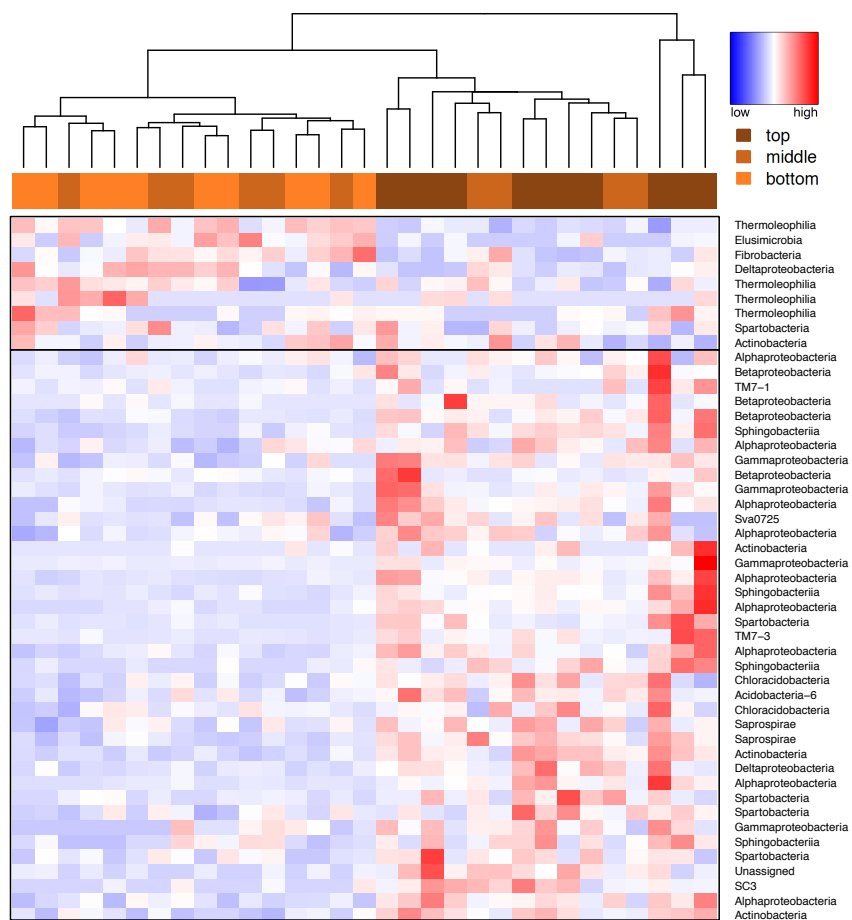 low high
top
middle
bottom
Thermoleophilia
Elusimicrobia
Fibrobacteria
Deltaproteobacteria
Thermoleophilia
Thermoleophilia
Thermoleophilia
Spartobacteria
Actinobacteria
Alphaproteobacteria
Betaproteobacteria
TM7-1
Betaproteobacteria
Betaproteobacteria
Sphingobacteriia
Alphaproteobacteria
Gammaproteobacteria
Betaproteobacteria
Gammaproteobacteria
Alphaproteobacteria
Sva0725
Alphaproteobacteria
Actinobacteria
Gammaproteobacteria
Alphaproteobacteria
Sphingobacteriia
Alphaproteobacteria
Spartobacteria
TM7-3
Alphaproteobacteria
Sphingobacteriia
Chloracidobacteria
Acidobacteria-6
Chloracidobacteria
Saprospirae
Saprospirae
Actinobacteria
Deltaproteobacteria
Alphaproteobacteria
Spartobacteria
Spartobacteria
Gammaproteobacteria
Sphingobacteriia
Spartobacteria
Unassigned
SC3
Alphaproteobacteria
Actinobacteria